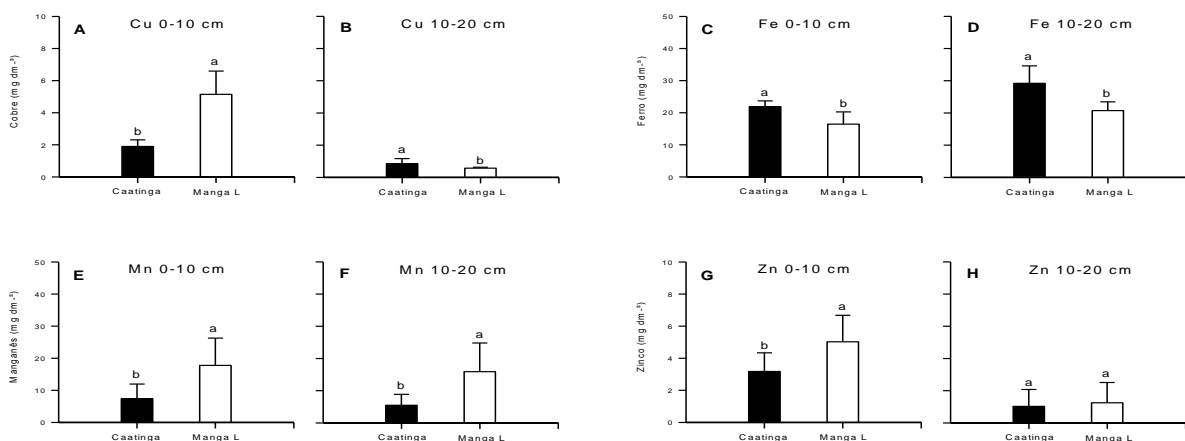 A
Cu 0-10 cm
10
8
6
4
2
0
Cobre (mg dm-³)
b
a
Caatinga
Manga L
B
Cu 10-20 cm
a
b
Caatinga
Manga L
C
Fe 0-10 cm
50
40
30
20
10
0
Ferro (mg dm-³)
a
b
Caatinga
Manga L
D
Fe 10-20 cm
a
b
Caatinga
Manga L
E
Mn 0-10 cm
50
40
30
20
10
0
Manganês (mg dm-³)
b
a
Caatinga
Manga L
F
Mn 10-20 cm
b
a
Caatinga
Manga L
G
Zn 0-10 cm
10
8
6
4
2
0
Zinco (mg dm-³)
b
a
Caatinga
Manga L
H
Zn 10-20 cm
a
a
Caatinga
Manga L